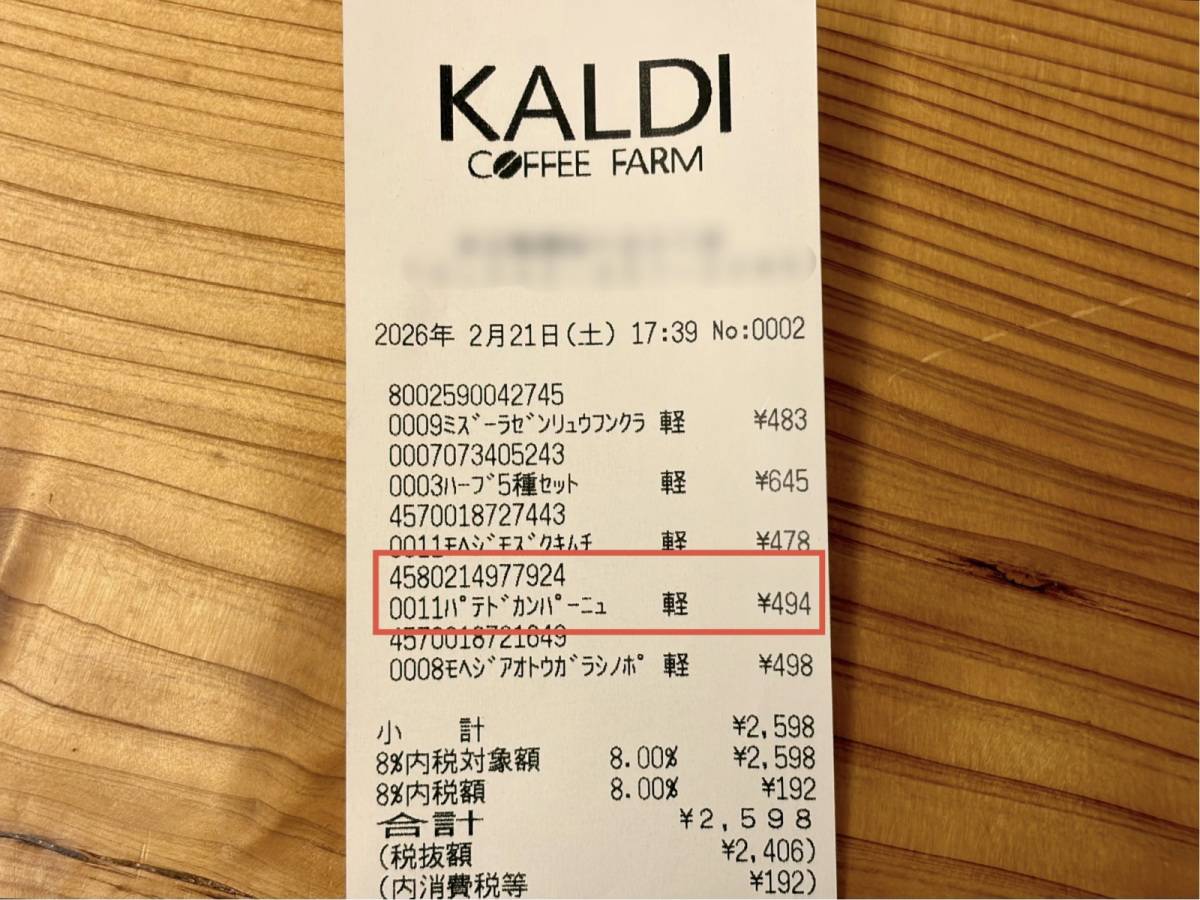 KALDI
COFFEE FARM
2026年 2月21日(土) 17:39 No:0002
8002590042745
0009ﾐｽﾞｰﾗｾﾞﾝﾘｭｳﾌﾝｸﾗ 軽 ¥483
0007073405243
0003ﾊｰﾌﾞ5種ｾｯﾄ 軽 ¥645
4570018727443
0011ﾓﾍｼﾞﾓｽﾞｸｷﾑﾁ 軽 ¥478
4580214977924
0011ﾊﾟﾃﾄﾞｶﾝﾊﾟｰﾆｭ 軽 ¥494
4570018721649
0008ﾓﾍｼﾞｱｵﾄｳｶﾞﾗｼﾉﾎﾟ 軽 ¥498
小 計 ¥2,598
8%内税対象額 8.00% ¥2,598
8%内税額 8.00% ¥192
合計 ¥2,598
(税抜額 ¥2,406)
(内消費税等 ¥192)